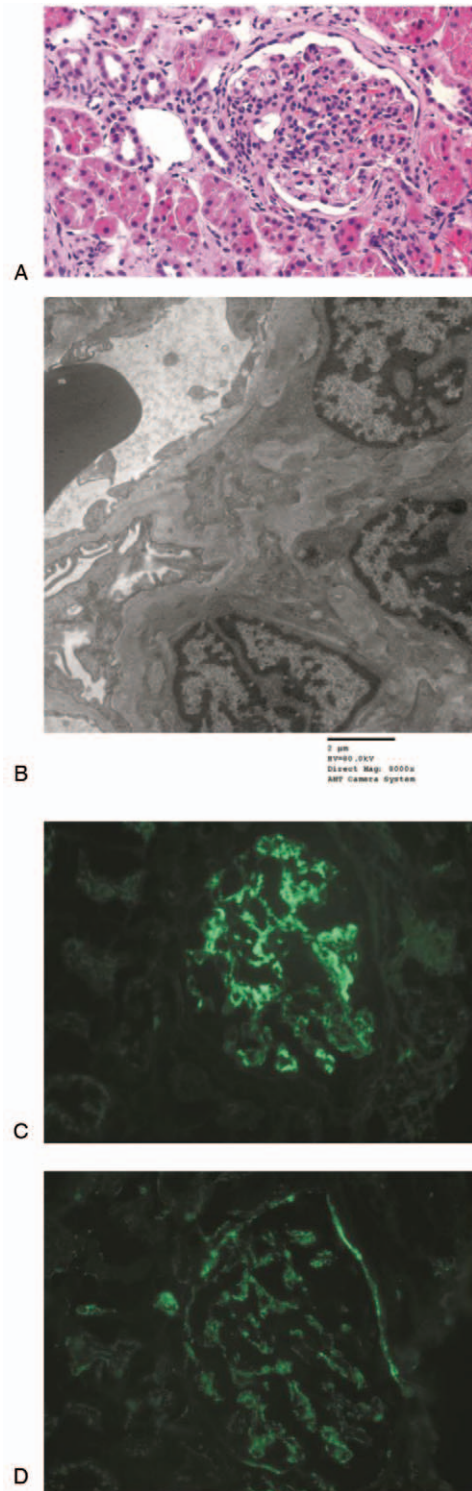 A
B
2 µm
HV=80.0kV
Direct Mag: 8000x
AMT Camera System
C
D